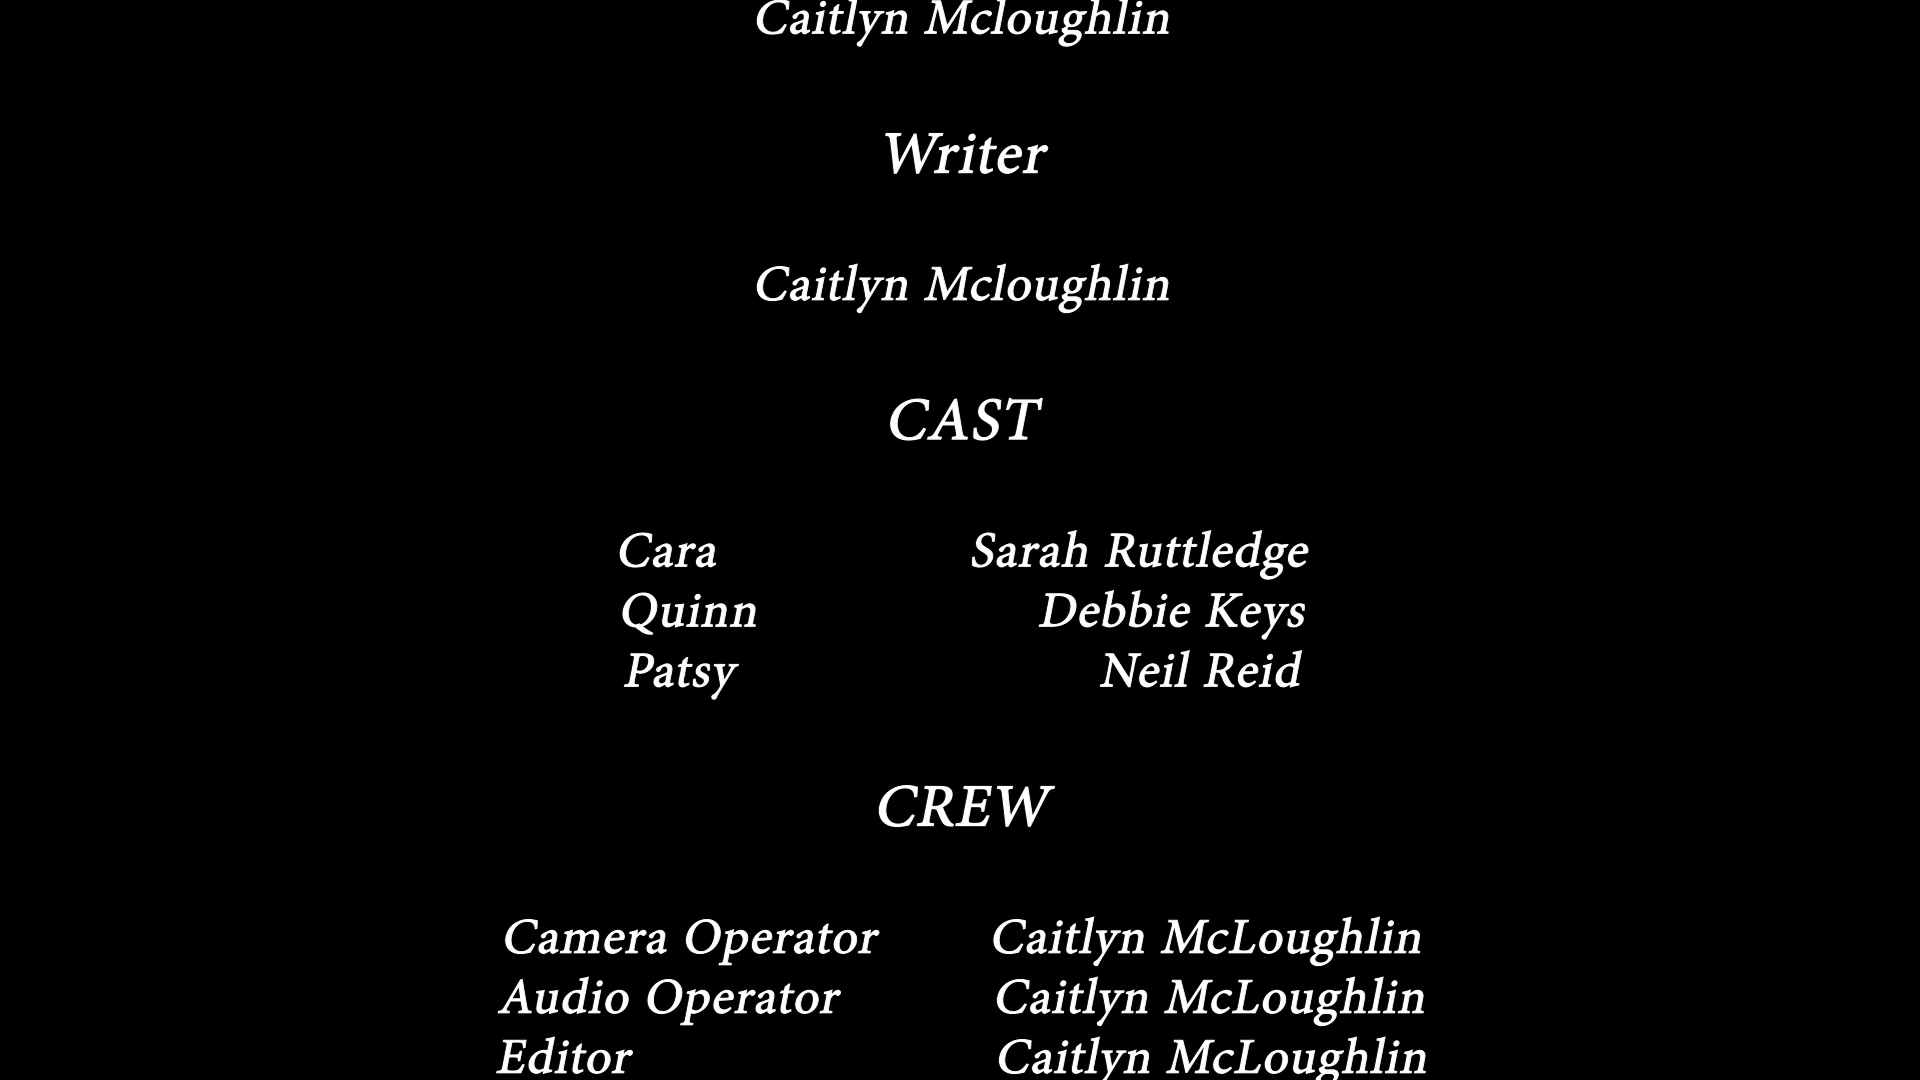 Caitlyn Mcloughlin
Writer
Caitlyn Mcloughlin
CAST
Cara Sarah Ruttledge
Quinn Debbie Keys
Patsy Neil Reid
CREW
Camera Operator Caitlyn McLoughlin
Audio Operator Caitlyn McLoughlin
Editor Caitlyn McLoughlin